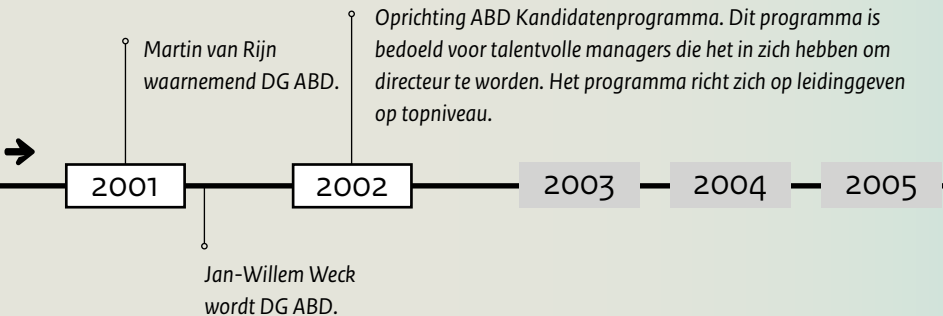 Martin van Rijn
waarnemend DG ABD.
Oprichting ABD Kandidatenprogramma. Dit programma is
bedoeld voor talentvolle managers die het in zich hebben om
directeur te worden. Het programma richt zich op leidinggeven
op topniveau.
2001
2002
2003
2004
2005
Jan-Willem Weck
wordt DG ABD.